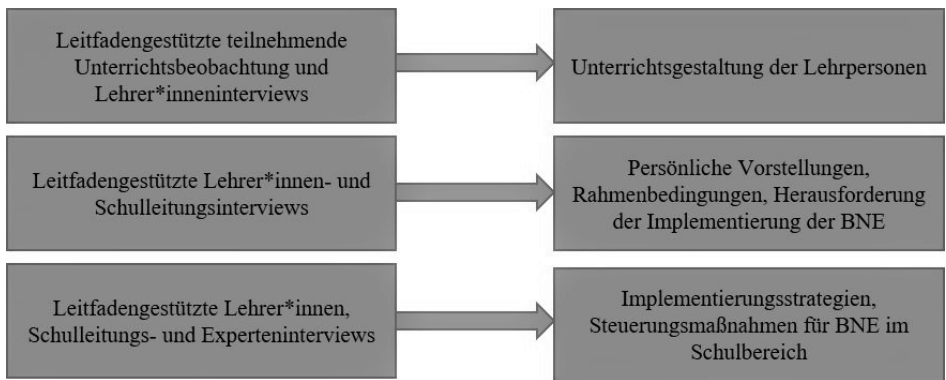 Leitfadengestützte teilnehmende
Unterrichtsbeobachtung und
Lehrer*inneninterviews
Unterrichtsgestaltung der Lehrpersonen
Leitfadengestützte Lehrer*innen- und
Schulleitungsinterviews
Persönliche Vorstellungen,
Rahmenbedingungen, Herausforderung
der Implementierung der BNE
Leitfadengestützte Lehrer*innen,
Schulleitungs- und Experteninterviews
Implementierungsstrategien,
Steuerungsmaßnahmen für BNE im
Schulbereich